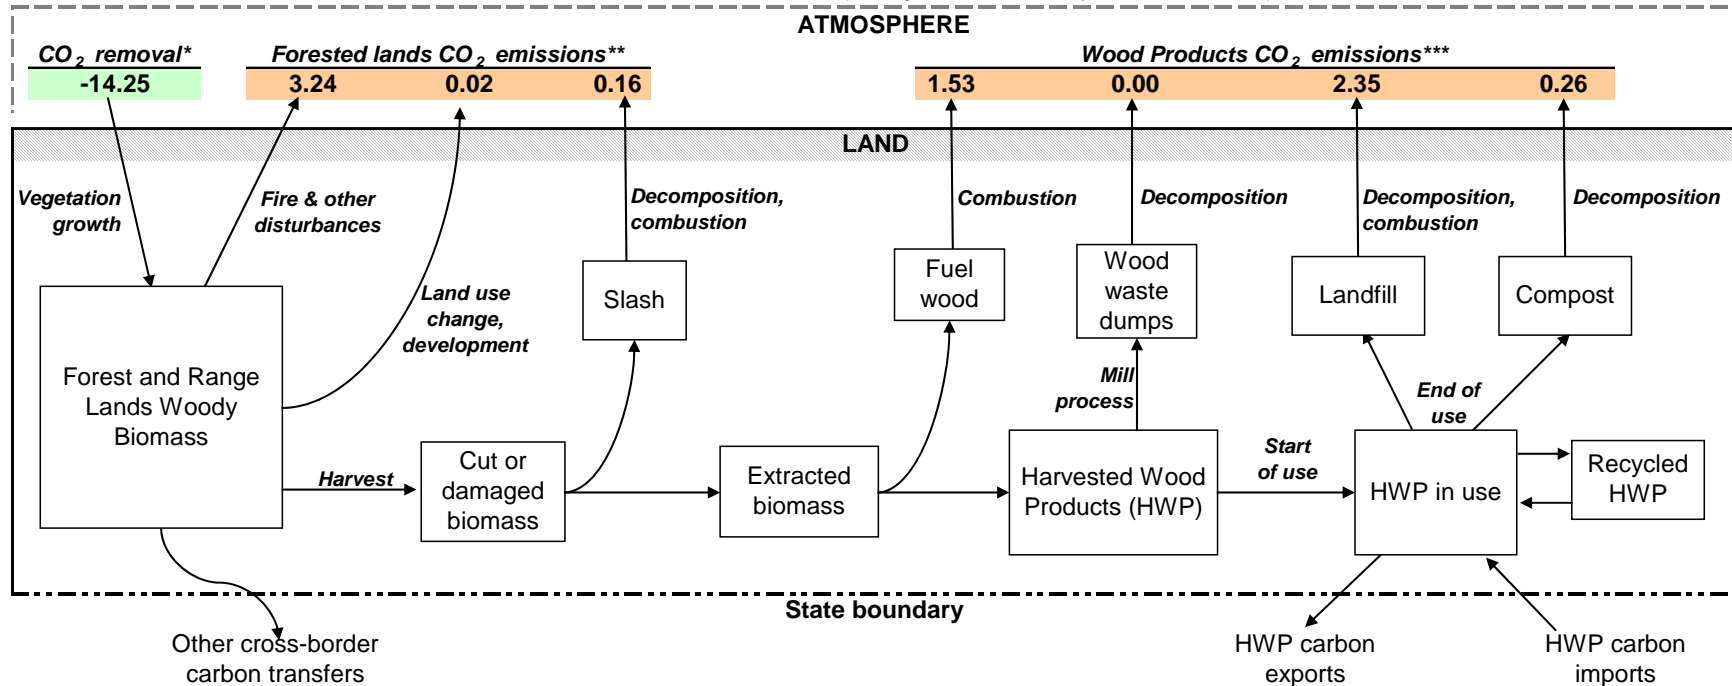 ATMOSPHERE
CO2 removal*
Forested lands CO2 emissions**
Wood Products CO2 emissions***
-14.25
3.24
0.02
0.16
1.53
0.00
2.35
0.26
LAND
Vegetation
growth
Fire & other
disturbances
Decomposition,
combustion
Combustion
Decomposition
Decomposition,
combustion
Decomposition
Land use
change,
development
Slash
Fuel
wood
Wood
waste
dumps
Landfill
Compost
Forest and Range
Lands Woody
Biomass
Mill
process
End of
use
Harvest
Cut or
damaged
biomass
Extracted
biomass
Harvested Wood
Products (HWP)
Start
of use
HWP in use
Recycled
HWP
State boundary
Other cross-border
carbon transfers
HWP carbon
exports
HWP carbon
imports